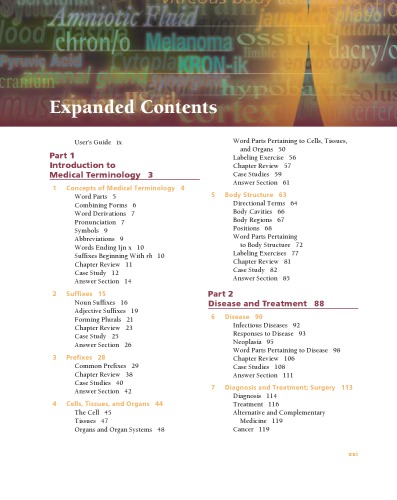 Amniotic Fluid
chron/o
Melanoma
ossi
dacry/o
Pyruvic Acid
Cytopla
KRON-ik
limbic
cranium
hypo
Expanded Contents
User's Guide ix
Part 1
Introduction to
Medical Terminology 3
1 Concepts of Medical Terminology 4
Word Parts 5
Combining Forms 6
Word Derivations 7
Pronunciation 7
Symbols 9
Abbreviations 9
Words Ending Ijn x 10
Suffixes Beginning With rh 10
Chapter Review 11
Case Study 12
Answer Section 14
2 Suffixes 15
Noun Suffixes 16
Adjective Suffixes 19
Forming Plurals 21
Chapter Review 23
Case Study 25
Answer Section 26
3 Prefixes 28
Common Prefixes 29
Chapter Review 38
Case Studies 40
Answer Section 42
4 Cells, Tissues, and Organs 44
The Cell 45
Tissues 47
Organs and Organ Systems 48
Word Parts Pertaining to Cells, Tissues,
and Organs 50
Labeling Exercise 56
Chapter Review 57
Case Studies 59
Answer Section 61
5 Body Structure 63
Directional Terms 64
Body Cavities 66
Body Regions 67
Positions 68
Word Parts Pertaining
to Body Structure 72
Labeling Exercises 77
Chapter Review 81
Case Study 82
Answer Section 85
Part 2
Disease and Treatment 88
6 Disease 90
Infectious Diseases 92
Responses to Disease 93
Neoplasia 95
Word Parts Pertaining to Disease 98
Chapter Review 106
Case Studies 108
Answer Section 111
7 Diagnosis and Treatment; Surgery 113
Diagnosis 114
Treatment 116
Alternative and Complementary
Medicine 119
Cancer 119
xxi